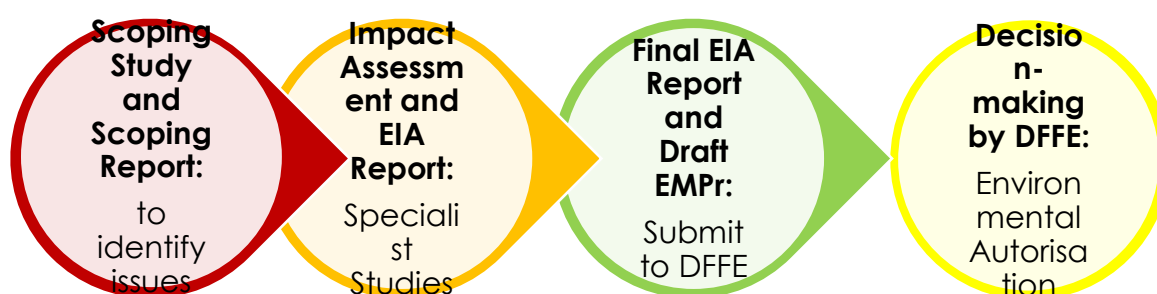 Scoping
Study
and
Scoping
Report:
to
identify
issues
Impact
Assessm
ent and
EIA
Report:
Speciali
st
Studies
Final EIA
Report
and
Draft
EMPr:
Submit
to DFFE
Decisio
n-
making
by DFFE:
Environ
mental
Autorisa
tion